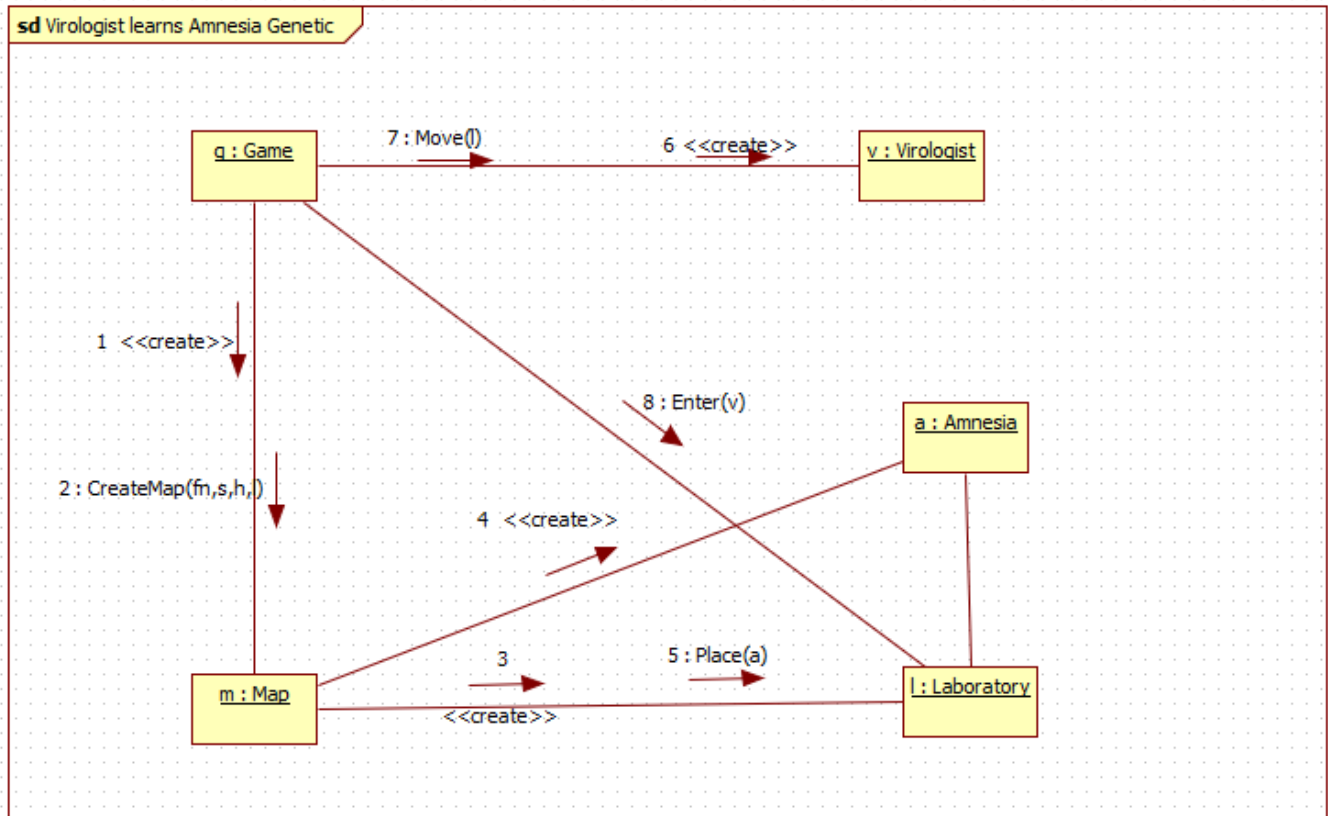 sd Virologist learns Amnesia Genetic
7 : Move(l)
6 <<create>>
g : Game
v : Virologist
1 <<create>>
8 : Enter(v)
a : Amnesia
2 : CreateMap(fn,s,h,l)
4 <<create>>
3
5 : Place(a)
m : Map
l : Laboratory
<<create>>